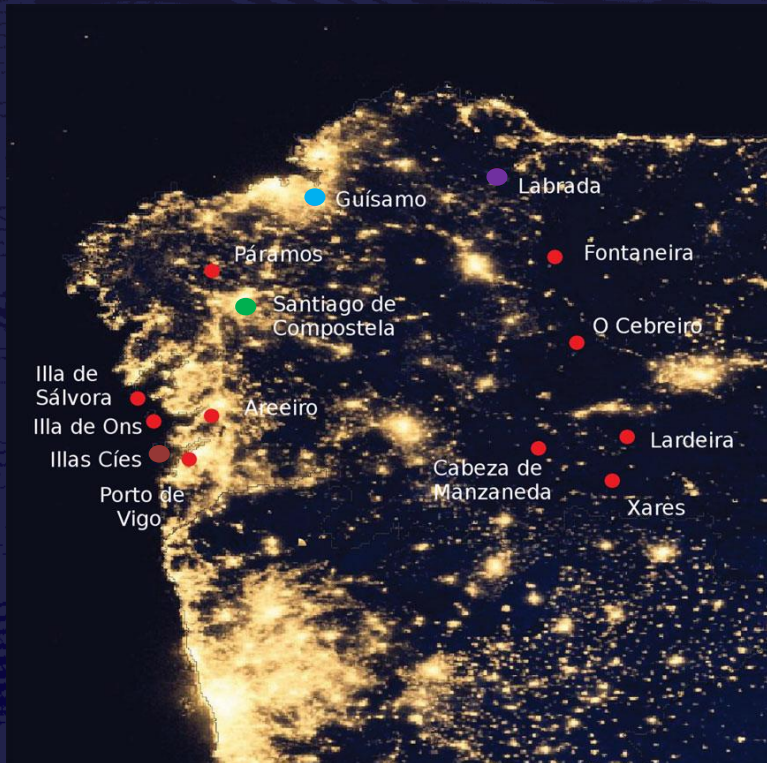 Labrada
Guísamo
Páramos
Fontaneira
Santiago de
Compostela
O Cebreiro
Illa de
Sálvora
Areeiro
Illa de Ons
Lardeira
Illas Cíes
Cabeza de
Manzaneda
Porto de
Vigo
Xares